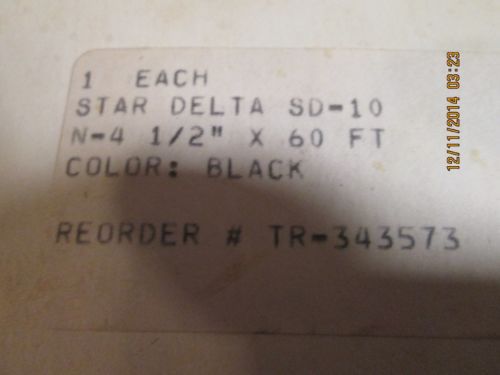 1 EACH
STAR DELTA SD-10
N-4 1/2" X 60 FT
COLOR: BLACK
REORDER # TR-343573
12/11/2014 03:23